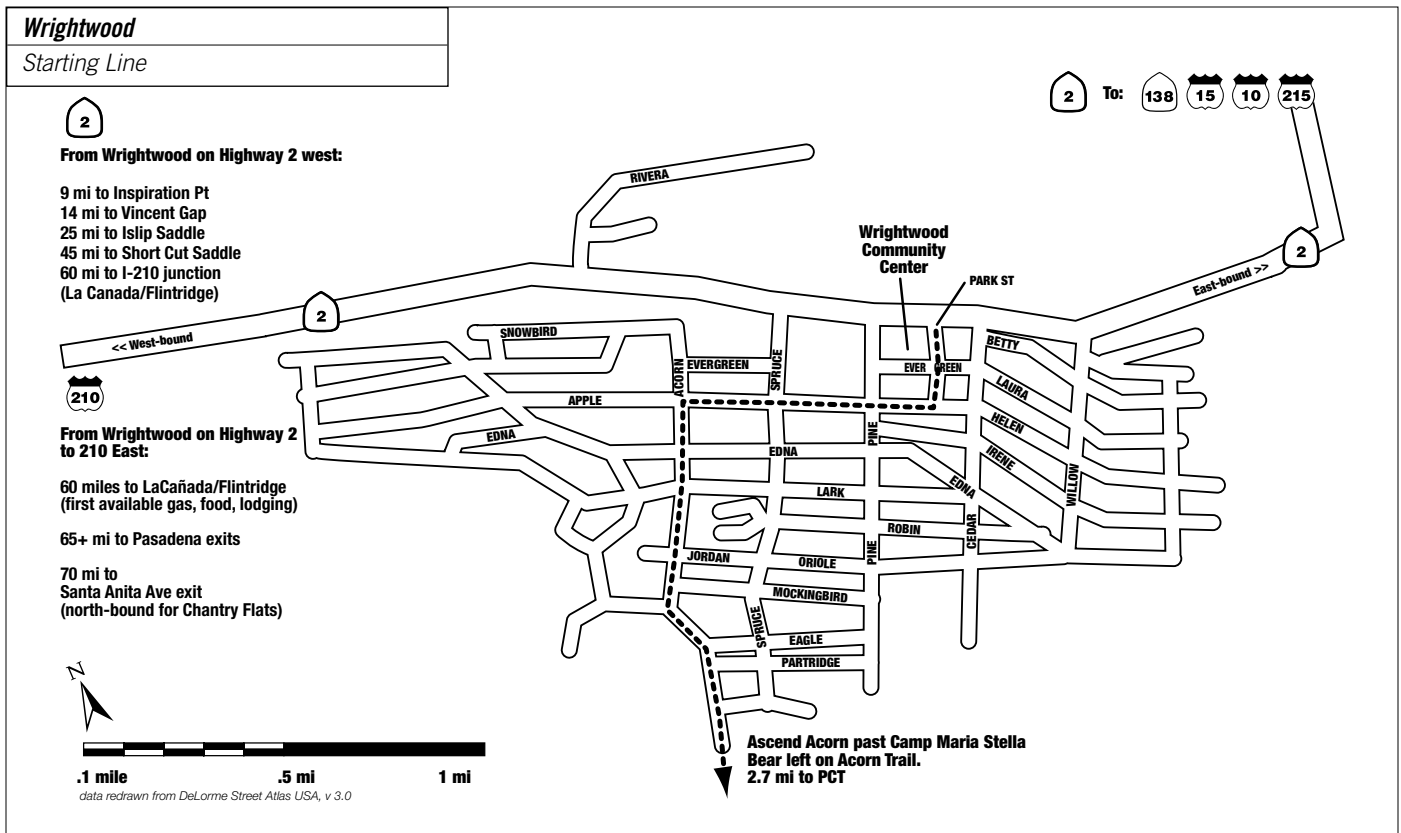 Wrightwood
Starting Line
2
From Wrightwood on Highway 2 west:
9 mi to Inspiration Pt
14 mi to Vincent Gap
25 mi to Islip Saddle
45 mi to Short Cut Saddle
60 mi to I-210 junction
(La Canada/Flintridge)
2 To: 138 15 10 215
RIVERA
Wrightwood
Community
Center
PARK ST
2
East-bound >>
2
<< West-bound
210
SNOWBIRD
ACORN
EVERGREEN
SPRUCE
EVER GREEN
BETTY
LAURA
HELEN
IRENE
WILLOW
APPLE
EDNA
EDNA
PINE
EDNA
CEDAR
LARK
ROBIN
JORDAN
ORIOLE
PINE
MOCKINGBIRD
SPRUCE
EAGLE
PARTRIDGE
From Wrightwood on Highway 2
to 210 East:
60 miles to LaCañada/Flintridge
(first available gas, food, lodging)
65+ mi to Pasadena exits
70 mi to
Santa Anita Ave exit
(north-bound for Chantry Flats)
N
.1 mile .5 mi 1 mi
data redrawn from DeLorme Street Atlas USA, v 3.0
Ascend Acorn past Camp Maria Stella
Bear left on Acorn Trail.
2.7 mi to PCT